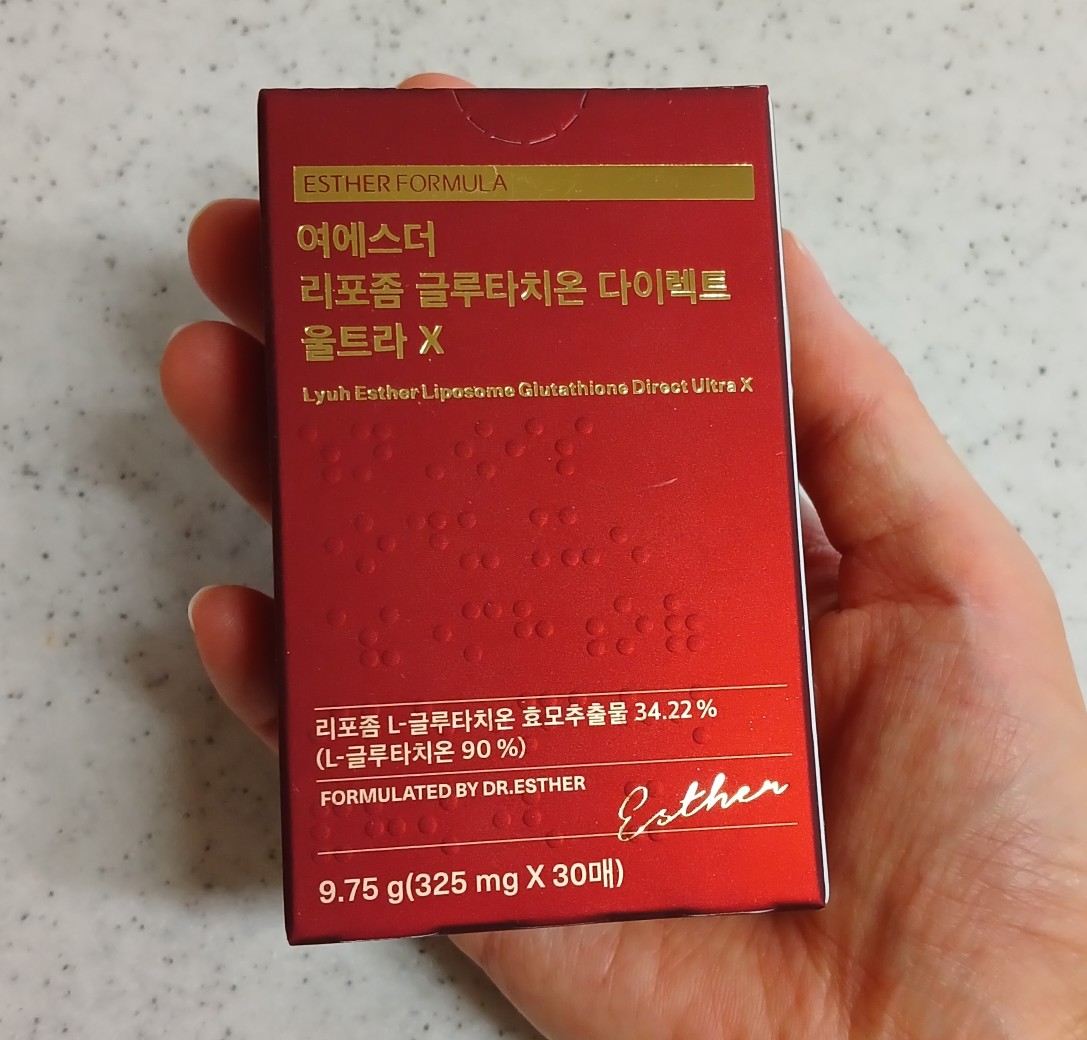 ESTHER FORMULA
여에스더
리포좀 글루타치온 다이렉트
울트라 X
Lyuh Esther Liposome Glutathione Direct Ultra X
리포좀 L-글루타치온 효모추출물 34.22 %
(L-글루타치온 90 %)
FORMULATED BY DR.ESTHER
Esther
9.75 g(325 mg X 30매)